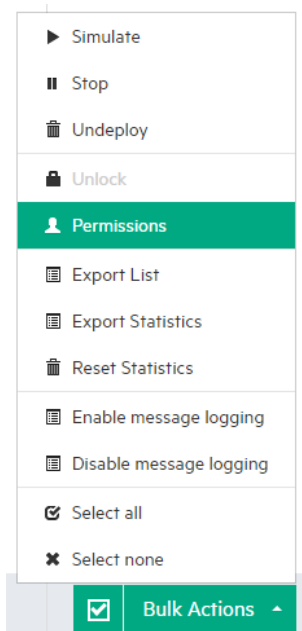 Simulate
Stop
Undeploy
Unlock
Permissions
Export List
Export Statistics
Reset Statistics
Enable message logging
Disable message logging
Select all
Select none
Bulk Actions